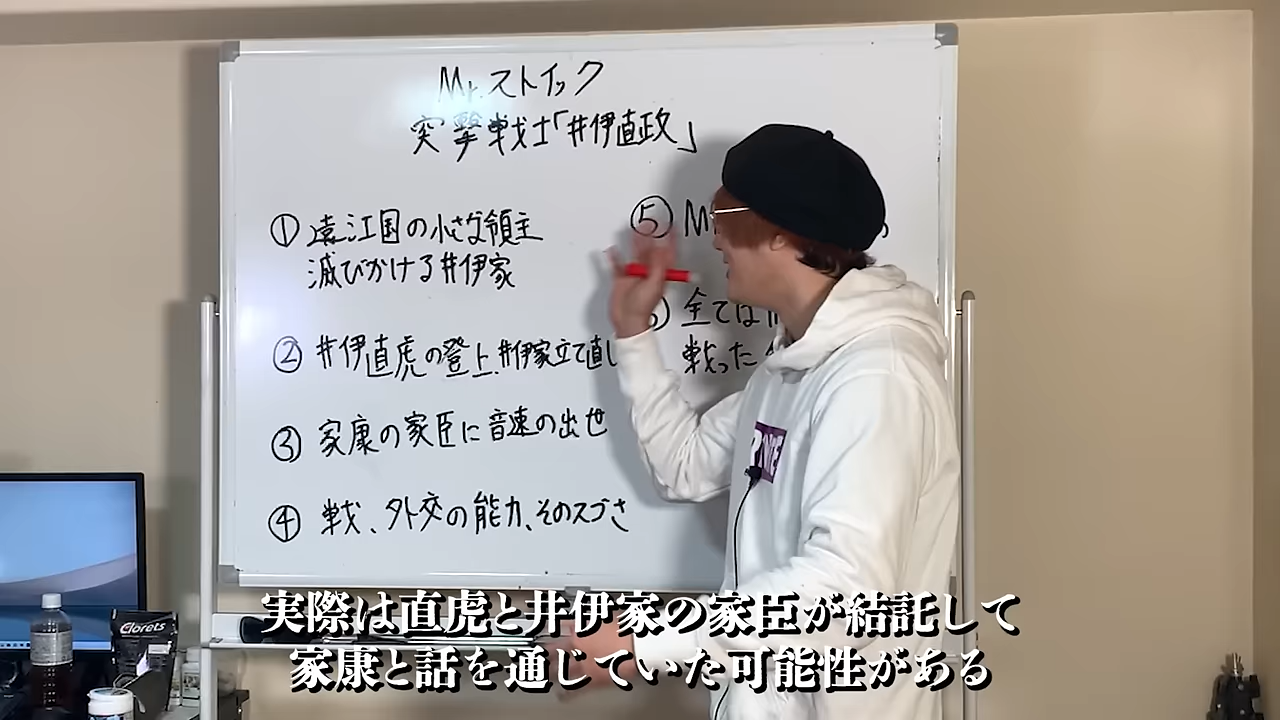 Mr.ストイック
突撃戦士「井伊直政」
① 遠江国の小さな領主
滅びかける井伊家
② 井伊直虎の登上、井伊家立て直し
③ 家康の家臣に音速の出世
④ 戦、外交の能力、そのスゴさ
⑤ M
全ては
戦った
Clorets
実際は直虎と井伊家の家臣が結託して
家康と話を通じていた可能性がある